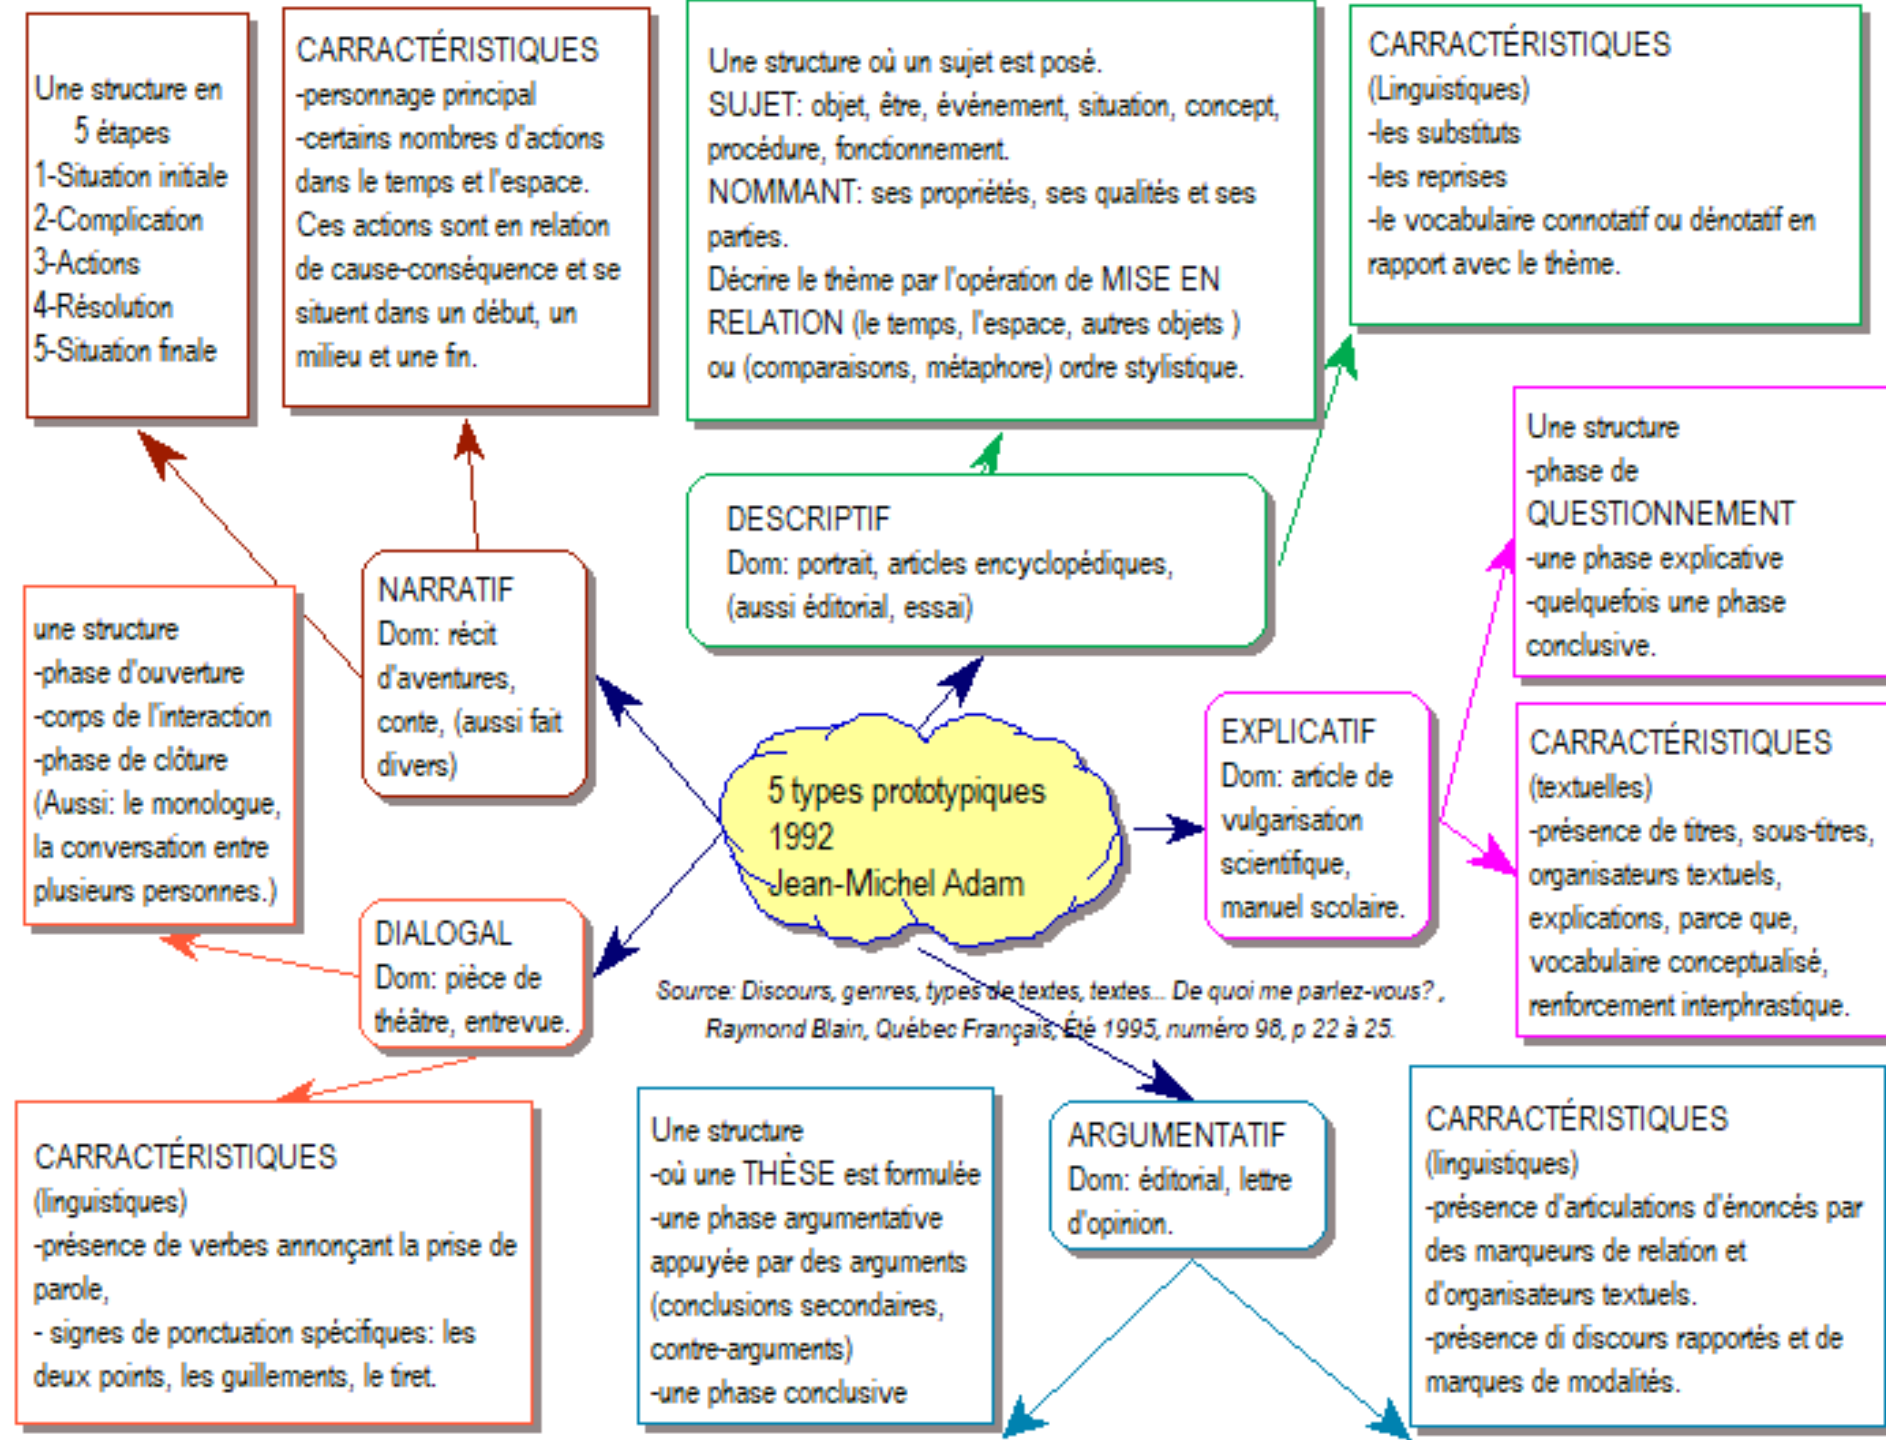 Une structure en
5 étapes
1-Situation initiale
2-Complication
3-Actions
4-Résolution
5-Situation finale
CARRACTÉRISTIQUES
-personnage principal
-certains nombres d'actions
dans le temps et l'espace.
Ces actions sont en relation
de cause-conséquence et se
situent dans un début, un
milieu et une fin.
Une structure où un sujet est posé.
SUJET: objet, être, événement, situation, concept,
procédure, fonctionnement.
NOMMANT: ses propriétés, ses qualités et ses
parties.
Décrire le thème par l'opération de MISE EN
RELATION (le temps, l'espace, autres objets )
ou (comparaisons, métaphore) ordre stylistique.
CARRACTÉRISTIQUES
(Linguistiques)
-les substituts
-les reprises
-le vocabulaire connotatif ou dénotatif en
rapport avec le thème.
NARRATIF
Dom: récit
d'aventures,
conte, (aussi fait
divers)
DESCRIPTIF
Dom: portrait, articles encyclopédiques,
(aussi éditorial, essai)
Une structure
-phase de
QUESTIONNEMENT
-une phase explicative
-quelquefois une phase
conclusive.
une structure
-phase d'ouverture
-corps de l'interaction
-phase de clôture
(Aussi: le monologue,
la conversation entre
plusieurs personnes.)
5 types prototypiques
1992
Jean-Michel Adam
EXPLICATIF
Dom: article de
vulgarisation
scientifique,
manuel scolaire.
CARRACTÉRISTIQUES
(textuelles)
-présence de titres, sous-titres,
organisateurs textuels,
explications, parce que,
vocabulaire conceptualisé,
renforcement interphrastique.
DIALOGAL
Dom: pièce de
théâtre, entrevue.
Source: Discours, genres, types de textes, textes... De quoi me parlez-vous? ,
Raymond Blain, Québec Français, Été 1995, numéro 98, p 22 à 25.
CARRACTÉRISTIQUES
(linguistiques)
-présence de verbes annonçant la prise de
parole,
- signes de ponctuation spécifiques: les
deux points, les guillements, le tiret.
Une structure
-où une THÈSE est formulée
-une phase argumentative
appuyée par des arguments
(conclusions secondaires,
contre-arguments)
-une phase conclusive
ARGUMENTATIF
Dom: éditorial, lettre
d'opinion.
CARRACTÉRISTIQUES
(linguistiques)
-présence d'articulations d'énoncés par
des marqueurs de relation et
d'organisateurs textuels.
-présence di discours rapportés et de
marques de modalités.